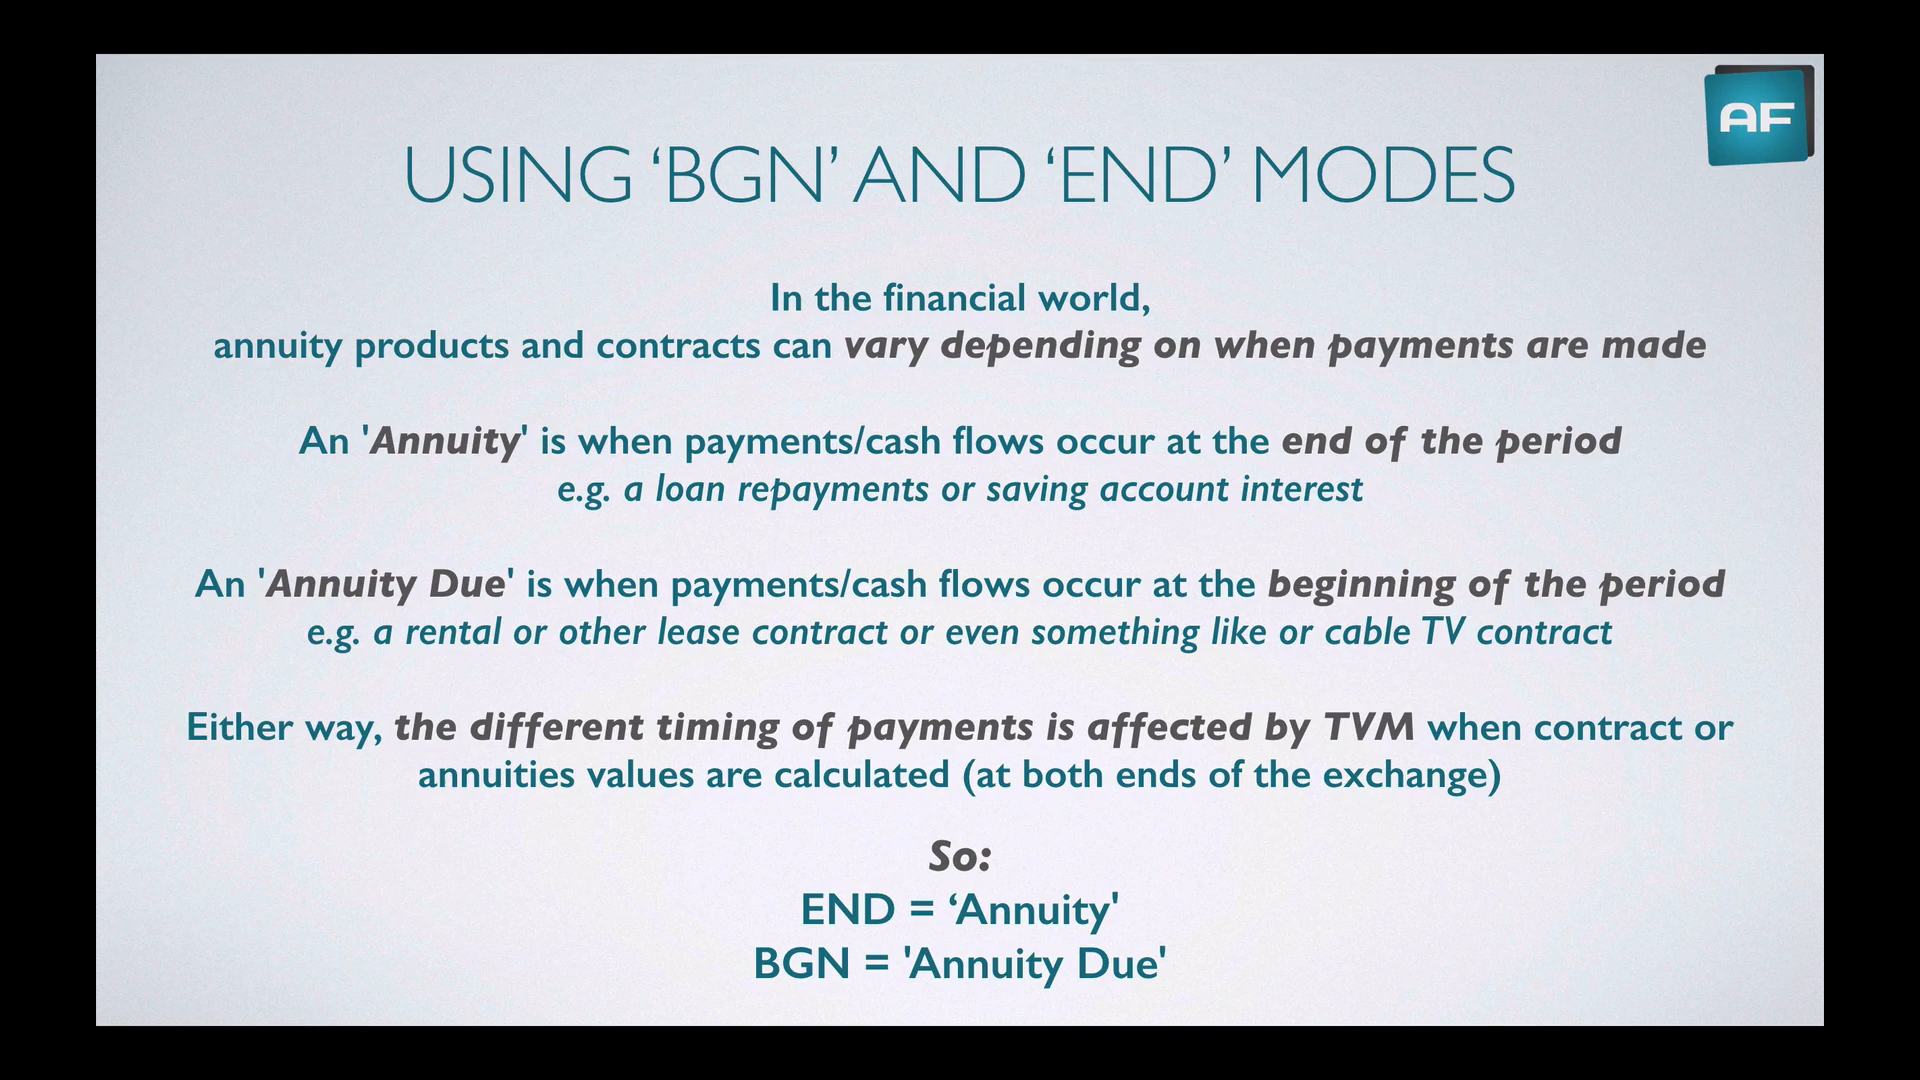 AF
USING ‘BGN’ AND ‘END’ MODES
In the financial world,
annuity products and contracts can vary depending on when payments are made
An 'Annuity' is when payments/cash flows occur at the end of the period
e.g. a loan repayments or saving account interest
An 'Annuity Due' is when payments/cash flows occur at the beginning of the period
e.g. a rental or other lease contract or even something like or cable TV contract
Either way, the different timing of payments is affected by TVM when contract or
annuities values are calculated (at both ends of the exchange)
So:
END = ‘Annuity'
BGN = 'Annuity Due'